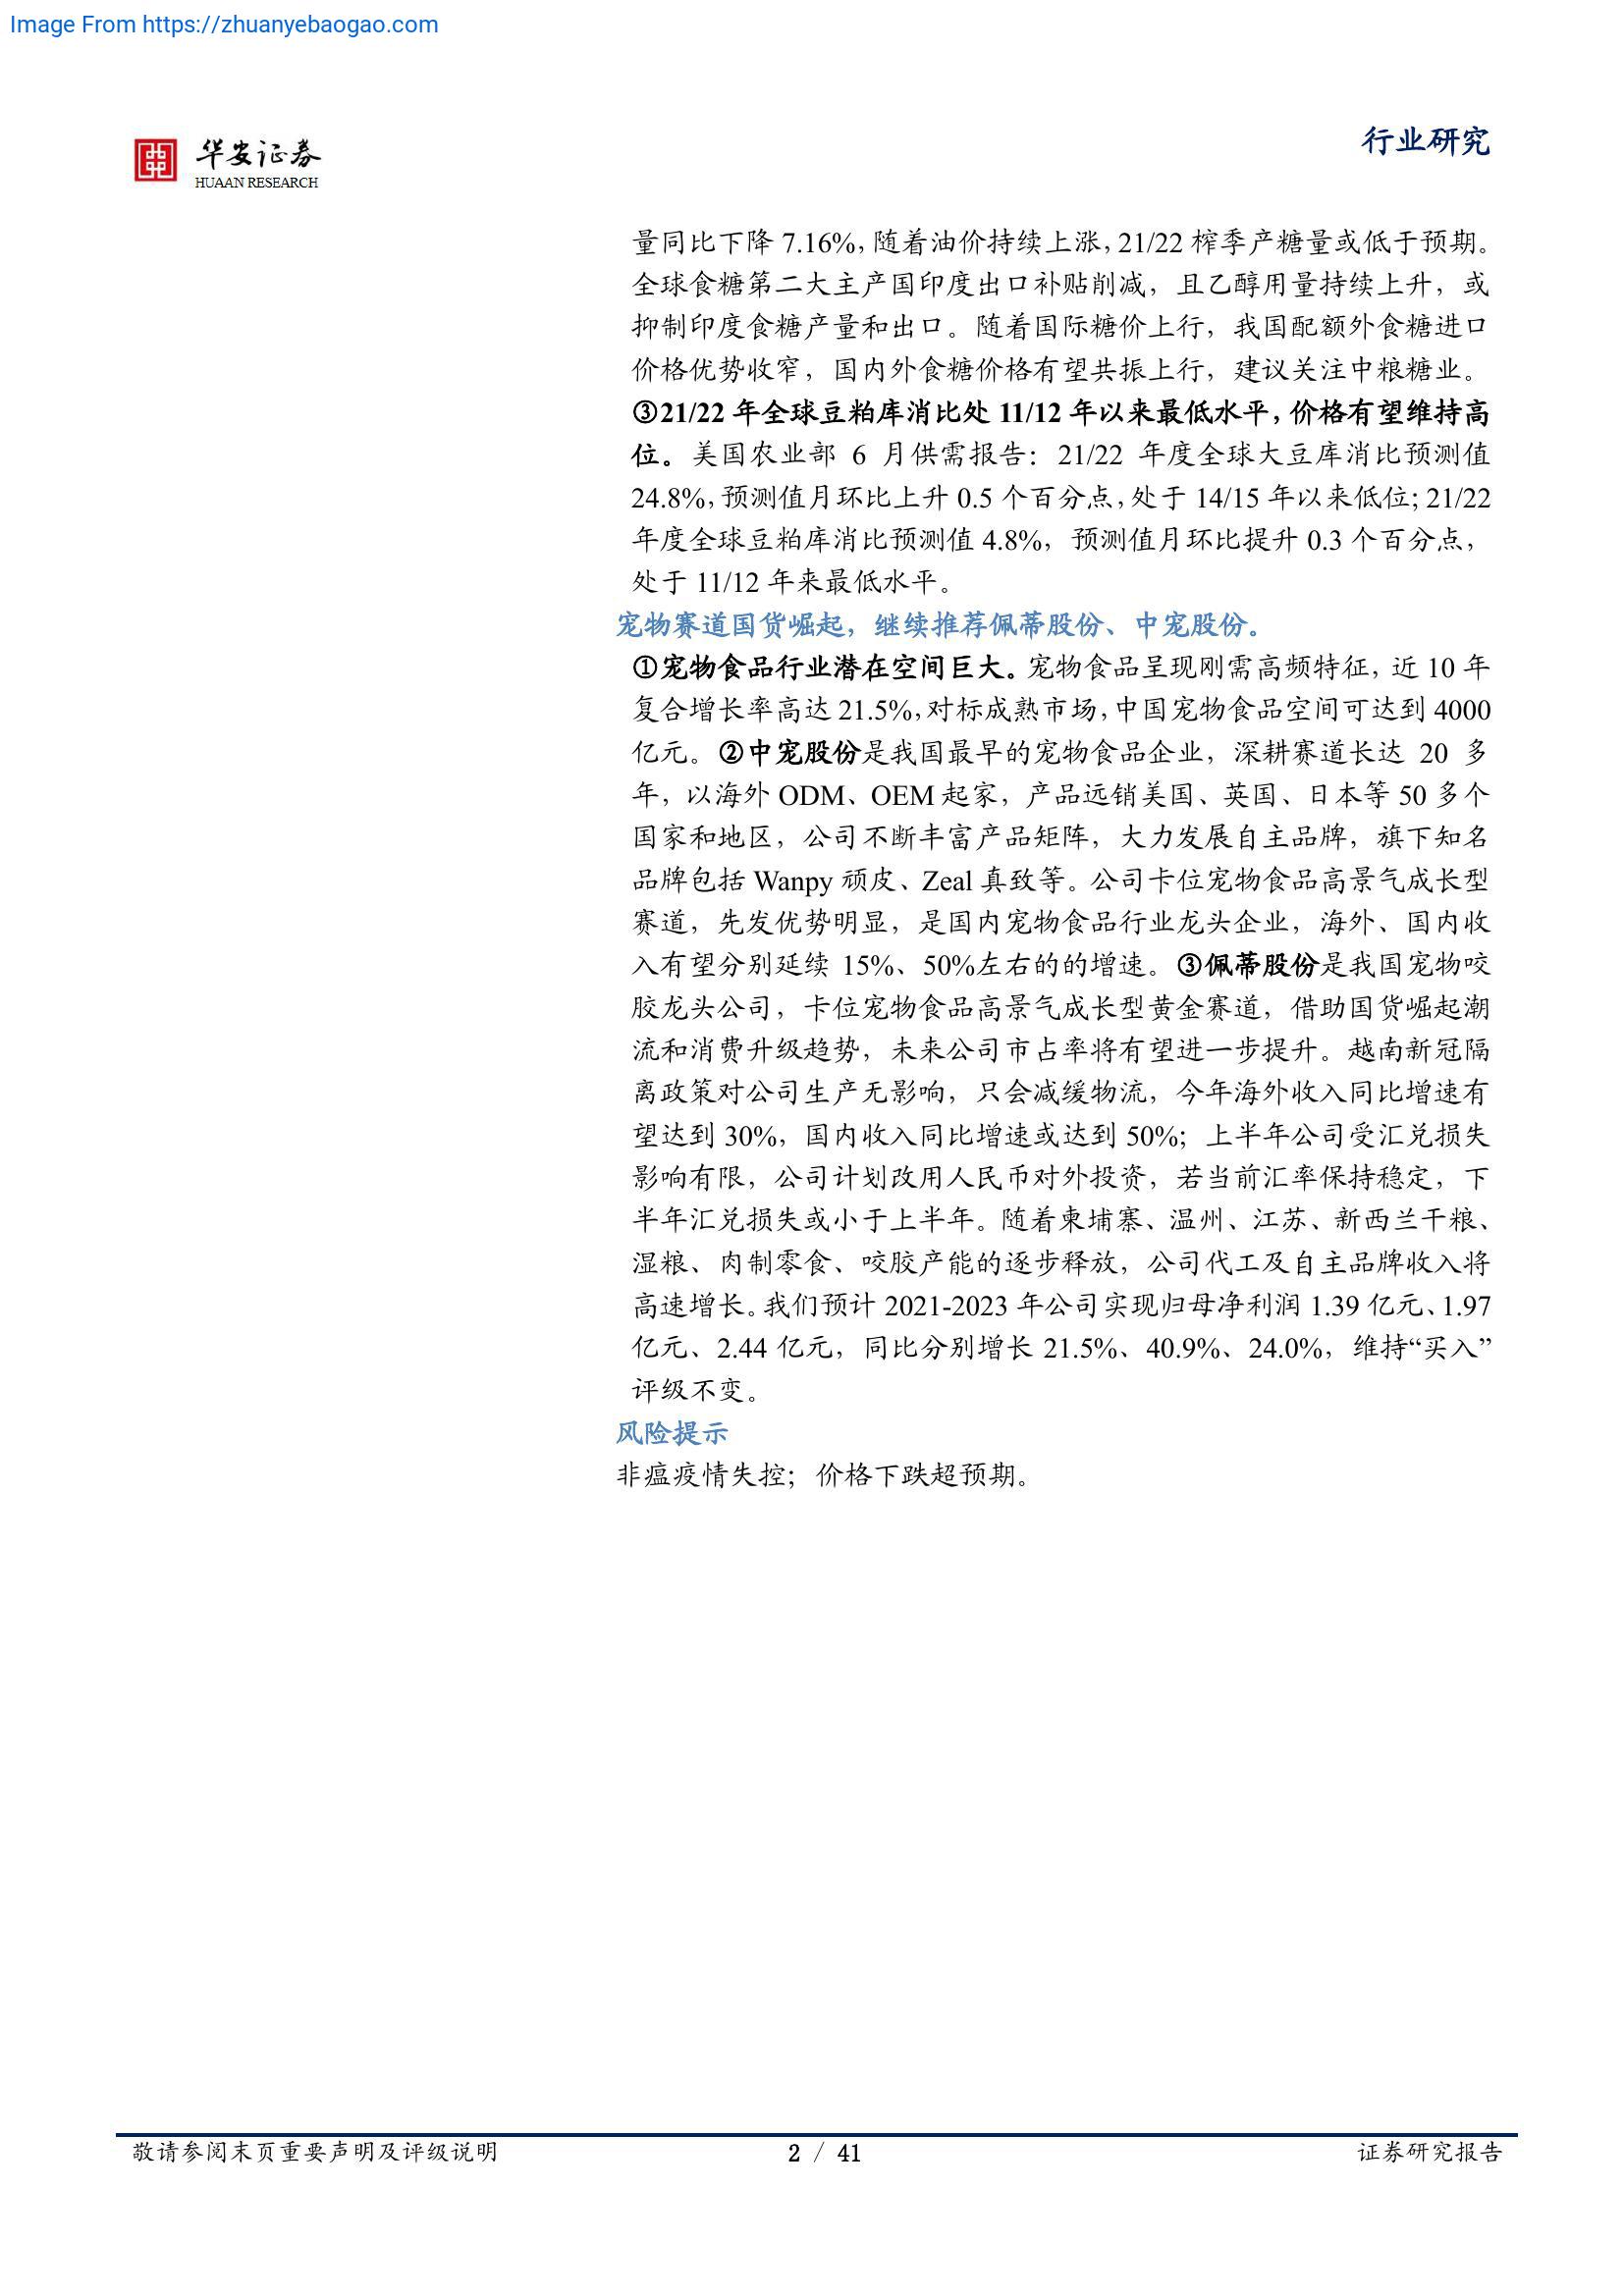 Image From https://zhuanyebaogao.com
华安证券
HUAAN RESEARCH
行业研究
量同比下降 7.16%，随着油价持续上涨，21/22 榨季产糖量或低于预期。
全球食糖第二大主产国印度出口补贴削减，且乙醇用量持续上升，或
抑制印度食糖产量和出口。随着国际糖价上行，我国配额外食糖进口
价格优势收窄，国内外食糖价格有望共振上行，建议关注中粮糖业。
③21/22 年全球豆粕库消比处 11/12 年以来最低水平，价格有望维持高
位。美国农业部 6 月供需报告：21/22 年度全球大豆库消比预测值
24.8%，预测值月环比上升 0.5 个百分点，处于 14/15 年以来低位；21/22
年度全球豆粕库消比预测值 4.8%，预测值月环比提升 0.3 个百分点，
处于 11/12 年来最低水平。
宠物赛道国货崛起，继续推荐佩蒂股份、中宠股份。
①宠物食品行业潜在空间巨大。宠物食品呈现刚需高频特征，近 10 年
复合增长率高达 21.5%，对标成熟市场，中国宠物食品空间可达到 4000
亿元。②中宠股份是我国最早的宠物食品企业，深耕赛道长达 20 多
年，以海外 ODM、OEM 起家，产品远销美国、英国、日本等 50 多个
国家和地区，公司不断丰富产品矩阵，大力发展自主品牌，旗下知名
品牌包括 Wanpy 顽皮、Zeal 真致等。公司卡位宠物食品高景气成长型
赛道，先发优势明显，是国内宠物食品行业龙头企业，海外、国内收
入有望分别延续 15%、50%左右的的增速。③佩蒂股份是我国宠物咬
胶龙头公司，卡位宠物食品高景气成长型黄金赛道，借助国货崛起潮
流和消费升级趋势，未来公司市占率将有望进一步提升。越南新冠隔
离政策对公司生产无影响，只会减缓物流，今年海外收入同比增速有
望达到 30%，国内收入同比增速或达到 50%；上半年公司受汇兑损失
影响有限，公司计划改用人民币对外投资，若当前汇率保持稳定，下
半年汇兑损失或小于上半年。随着柬埔寨、温州、江苏、新西兰干粮、
湿粮、肉制零食、咬胶产能的逐步释放，公司代工及自主品牌收入将
高速增长。我们预计 2021-2023 年公司实现归母净利润 1.39 亿元、1.97
亿元、2.44 亿元，同比分别增长 21.5%、40.9%、24.0%，维持“买入”
评级不变。
风险提示
非瘟疫情失控；价格下跌超预期。
敬请参阅末页重要声明及评级说明
2 / 41
证券研究报告